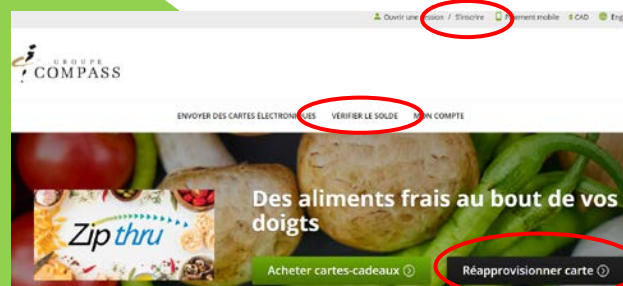 Ouvrir une session / S'inscrire Paiement mobile $ CAD Eng
GROUPE
COMPASS
ENVOYER DES CARTES ÉLECTRONIQUES VÉRIFIER LE SOLDE MON COMPTE
Des aliments frais au bout de vos
doigts
Zip thru
Acheter cartes-cadeaux Réapprovisionner carte